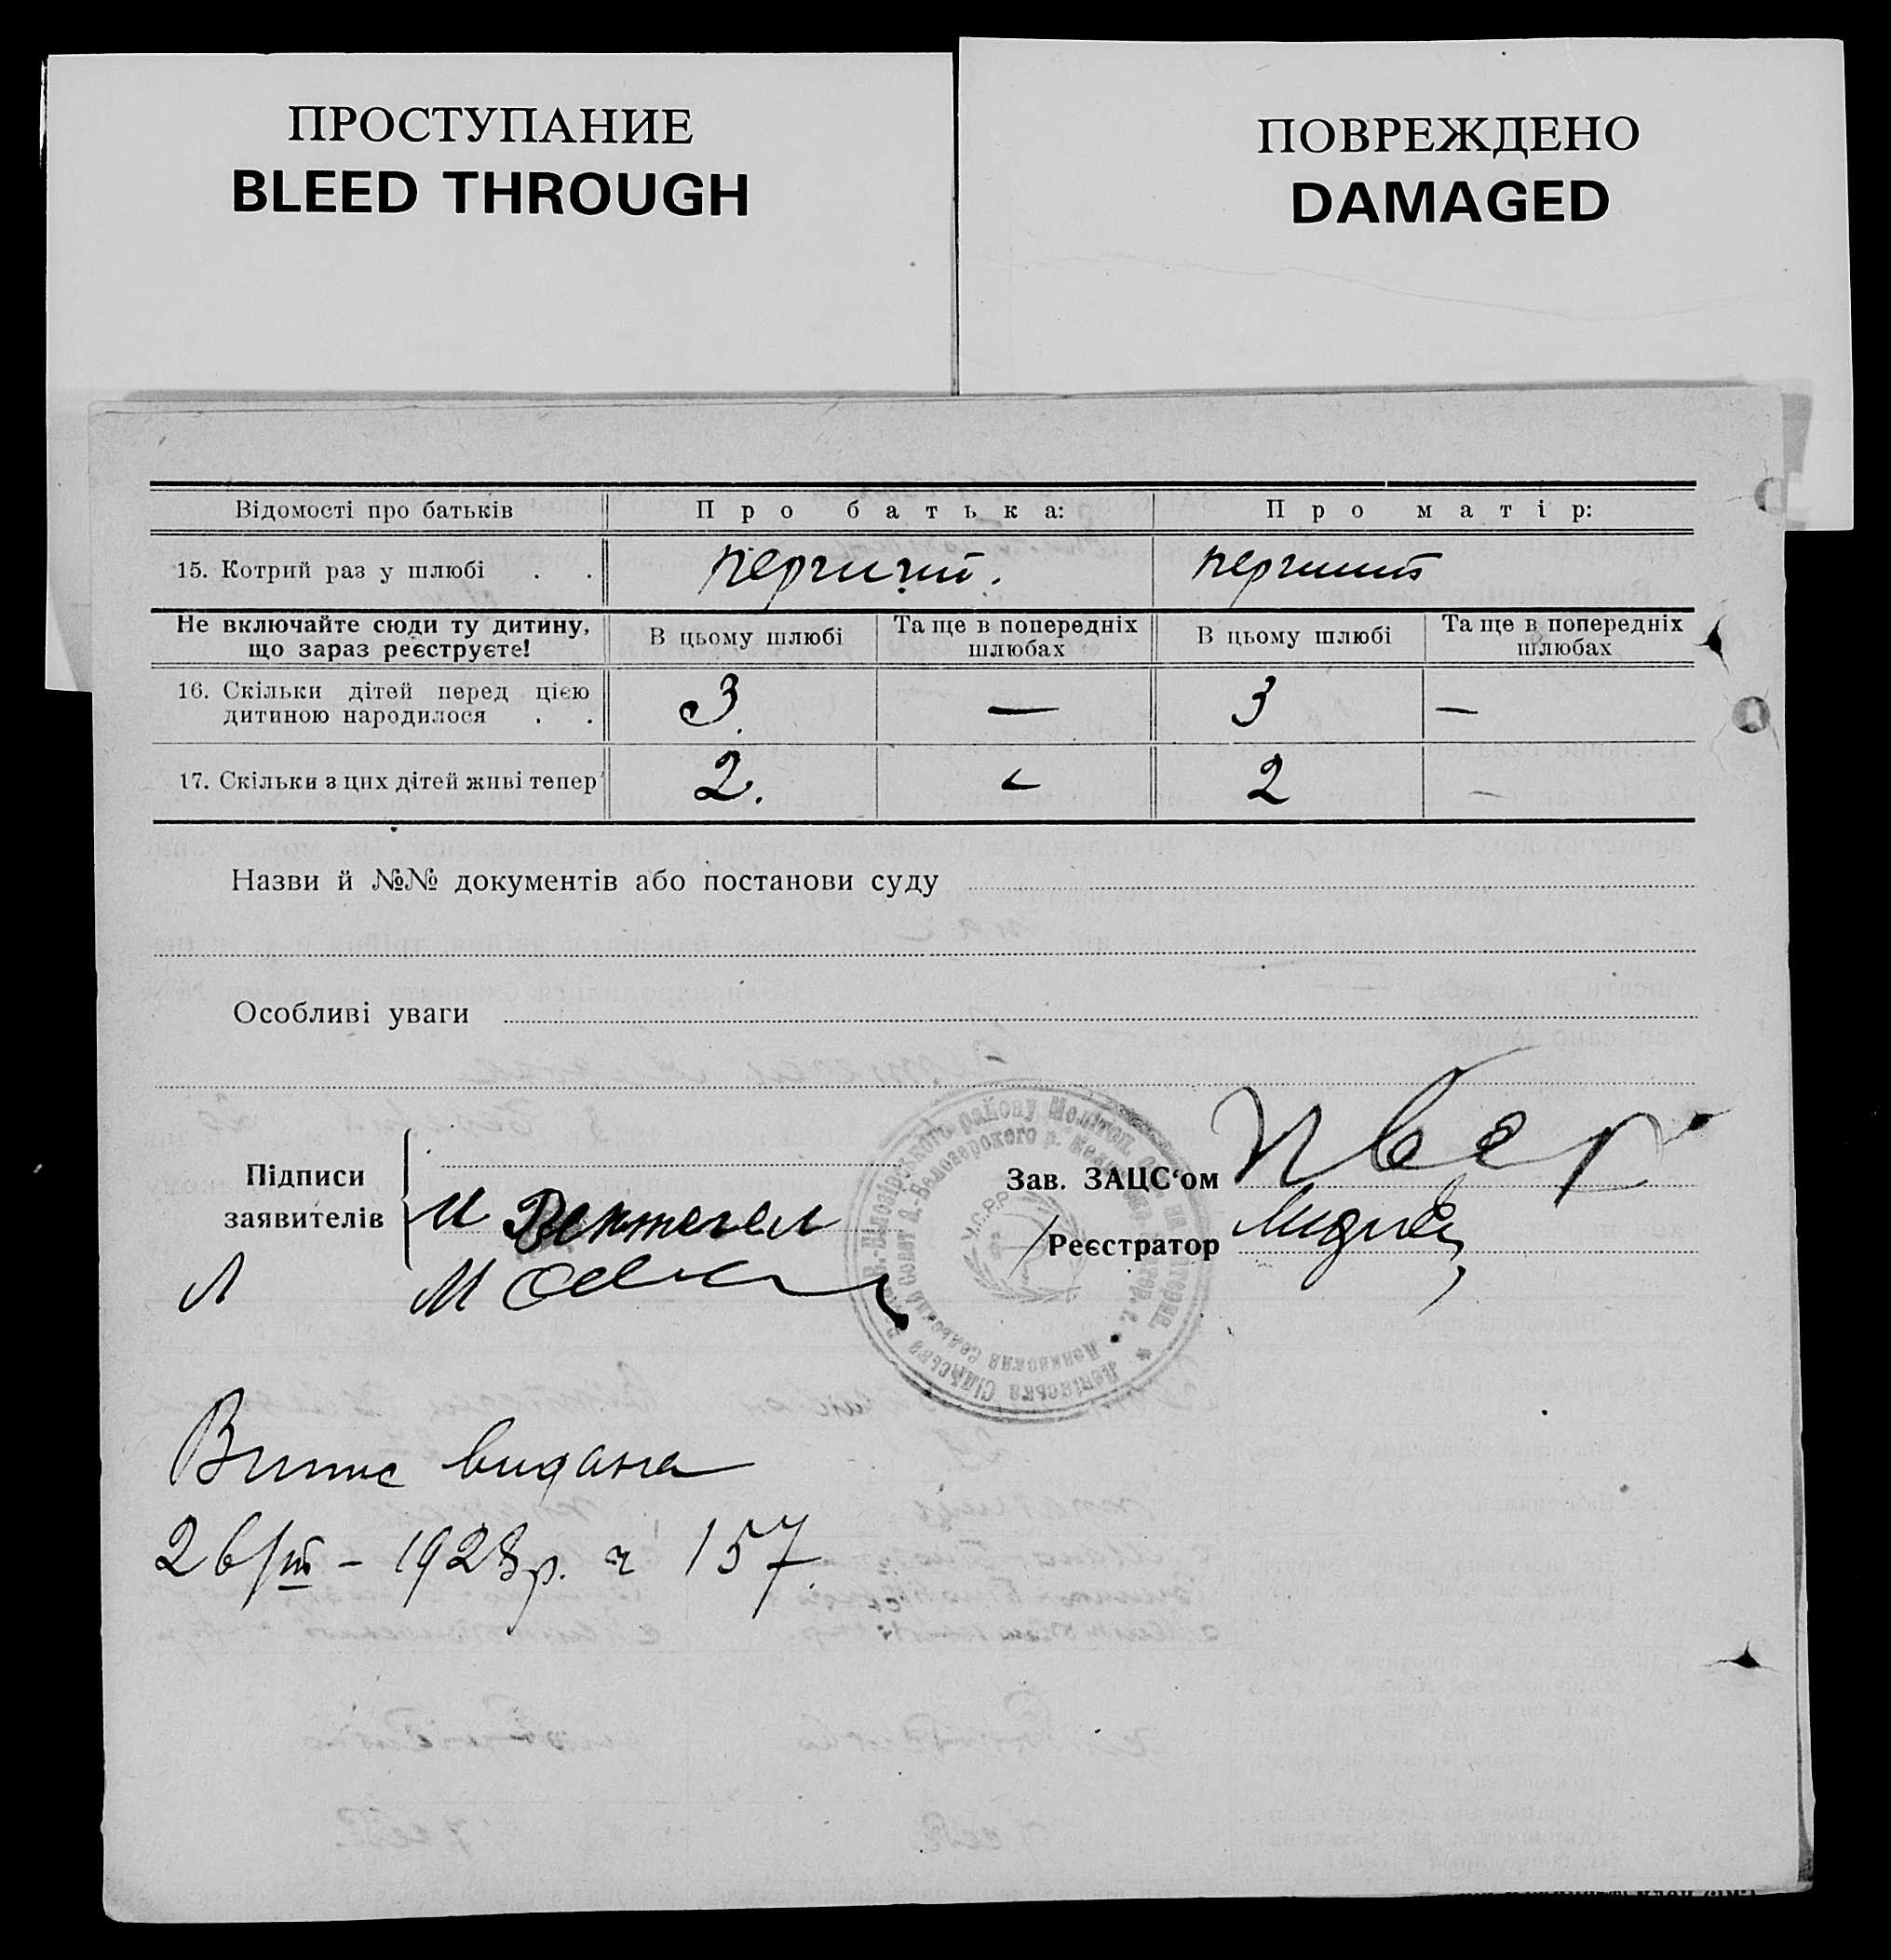 ПРОСТУПАНИЕ
BLEED THROUGH
ПОВРЕЖДЕНО
DAMAGED
Відомості про батьків Про батька: Про матір:
15. Котрий раз у шлюбі . . перший. перший
Не включайте сюди ту дитину, що зараз реєструєте! В цьому шлюбі Та ще в попередніх шлюбах В цьому шлюбі Та ще в попередніх шлюбах
16. Скільки дітей перед цією
дитиною народилося . . 3 — 3 —
17. Скільки з цих дітей живі тепер 2. - 2 —
Назви й №№ документів або постанови суду
Особливі уваги
Підписи
заявителів
Зав. ЗАЦС‘ом
Реєстратор
У.С.Р.Р.
Випис видана
26/III – 1928 р. ч 157.